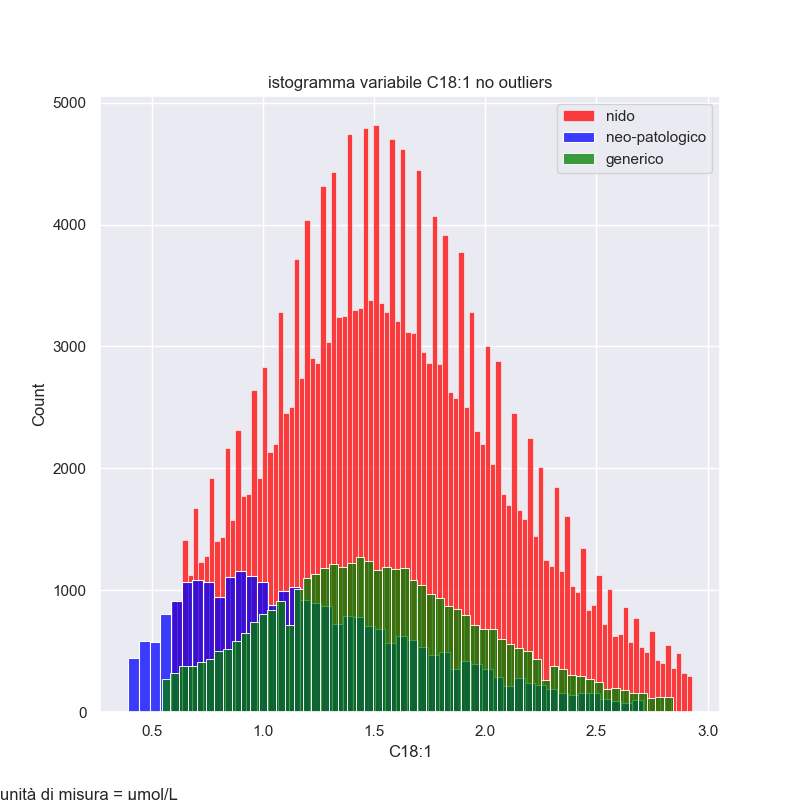 istogramma variabile C18:1 no outliers
nido
neo-patologico
generico
5000
4000
3000
2000
1000
0
Count
0.5 1.0 1.5 2.0 2.5 3.0
C18:1
unità di misura = µmol/L